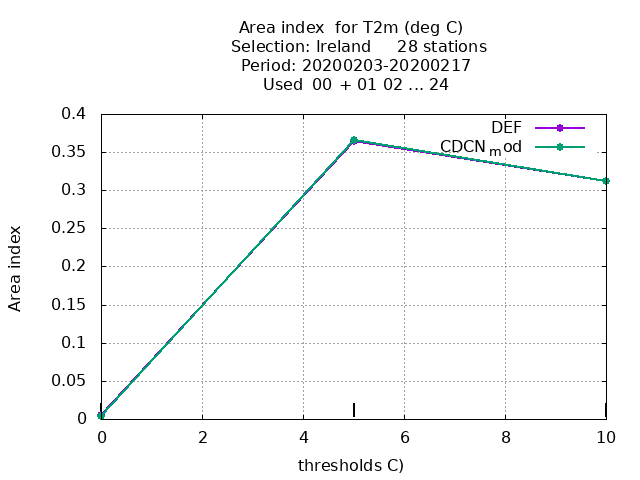 Area index  for T2m (deg C)
Selection: Ireland     28 stations
Period: 20200203-20200217
Used  00 + 01 02 ... 24
0.4
0.35
0.3
0.25
0.2
0.15
0.1
0.05
0
Area index
DEF
CDCN_mod
0 2 4 6 8 10
thresholds C)